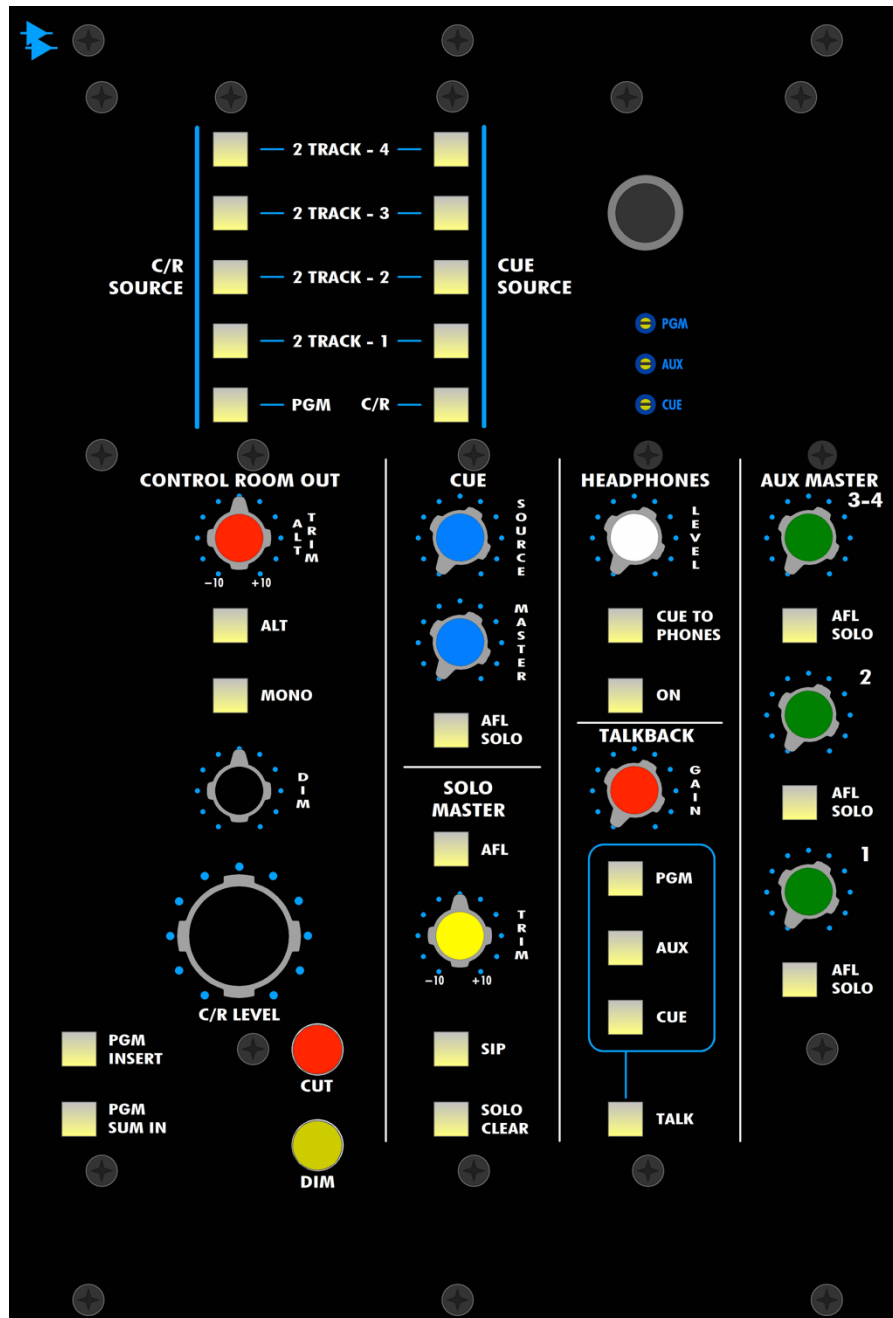 2 TRACK - 4
2 TRACK - 3
C/R
SOURCE
2 TRACK - 2
CUE
SOURCE
2 TRACK - 1
PGM
C/R
PGM
AUX
CUE
CONTROL ROOM OUT
ALT
TRIM
-10
+10
ALT
MONO
DIM
C/R LEVEL
PGM
INSERT
PGM
SUM IN
CUT
DIM
CUE
SOURCE
MASTER
AFL
SOLO
SOLO
MASTER
AFL
TRIM
-10
+10
SIP
SOLO
CLEAR
HEADPHONES
LEVEL
CUE TO
PHONES
ON
TALKBACK
GAIN
PGM
AUX
CUE
TALK
AUX MASTER
3-4
AFL
SOLO
2
AFL
SOLO
1
AFL
SOLO